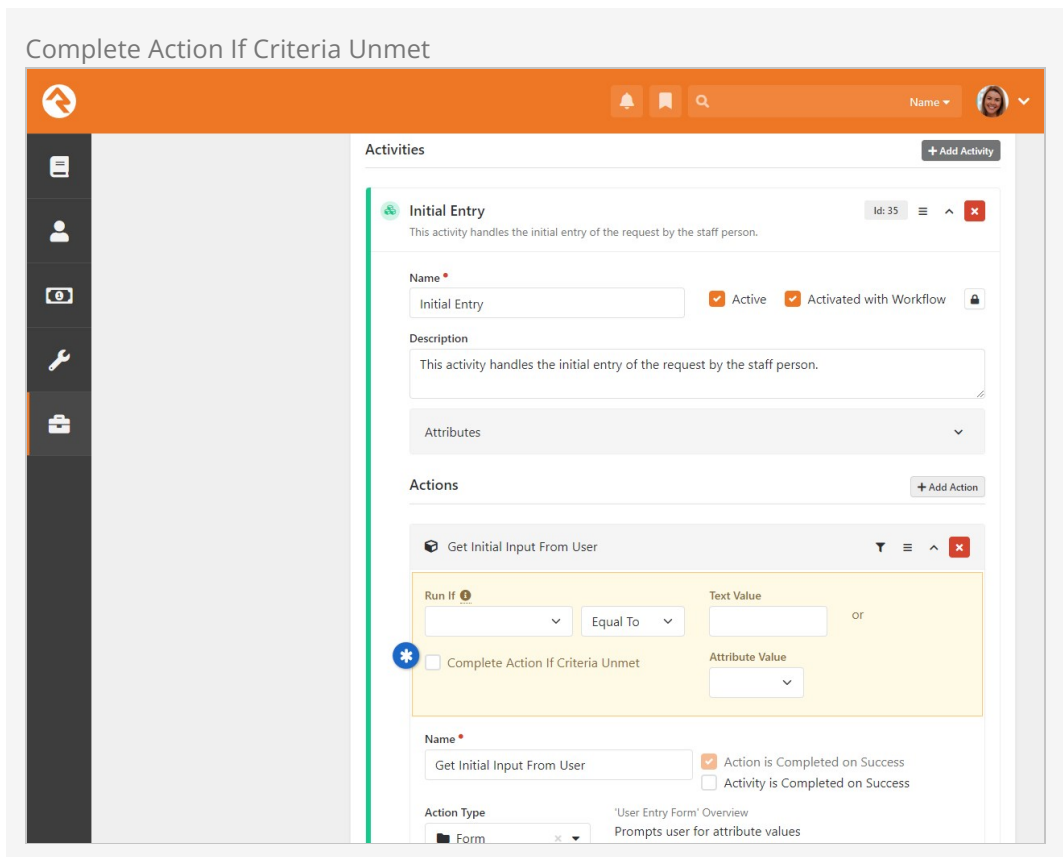 Complete Action If Criteria Unmet
Name
Activities
Add Activity
Initial Entry
Id: 35
This activity handles the initial entry of the request by the staff person.
Name
Initial Entry
Active
Activated with Workflow
Description
This activity handles the initial entry of the request by the staff person.
Attributes
Actions
Add Action
Get Initial Input From User
Run If
Text Value
Equal To
or
Complete Action If Criteria Unmet
Attribute Value
Name
Get Initial Input From User
Action is Completed on Success
Activity is Completed on Success
Action Type
'User Entry Form' Overview
Form
Prompts user for attribute values